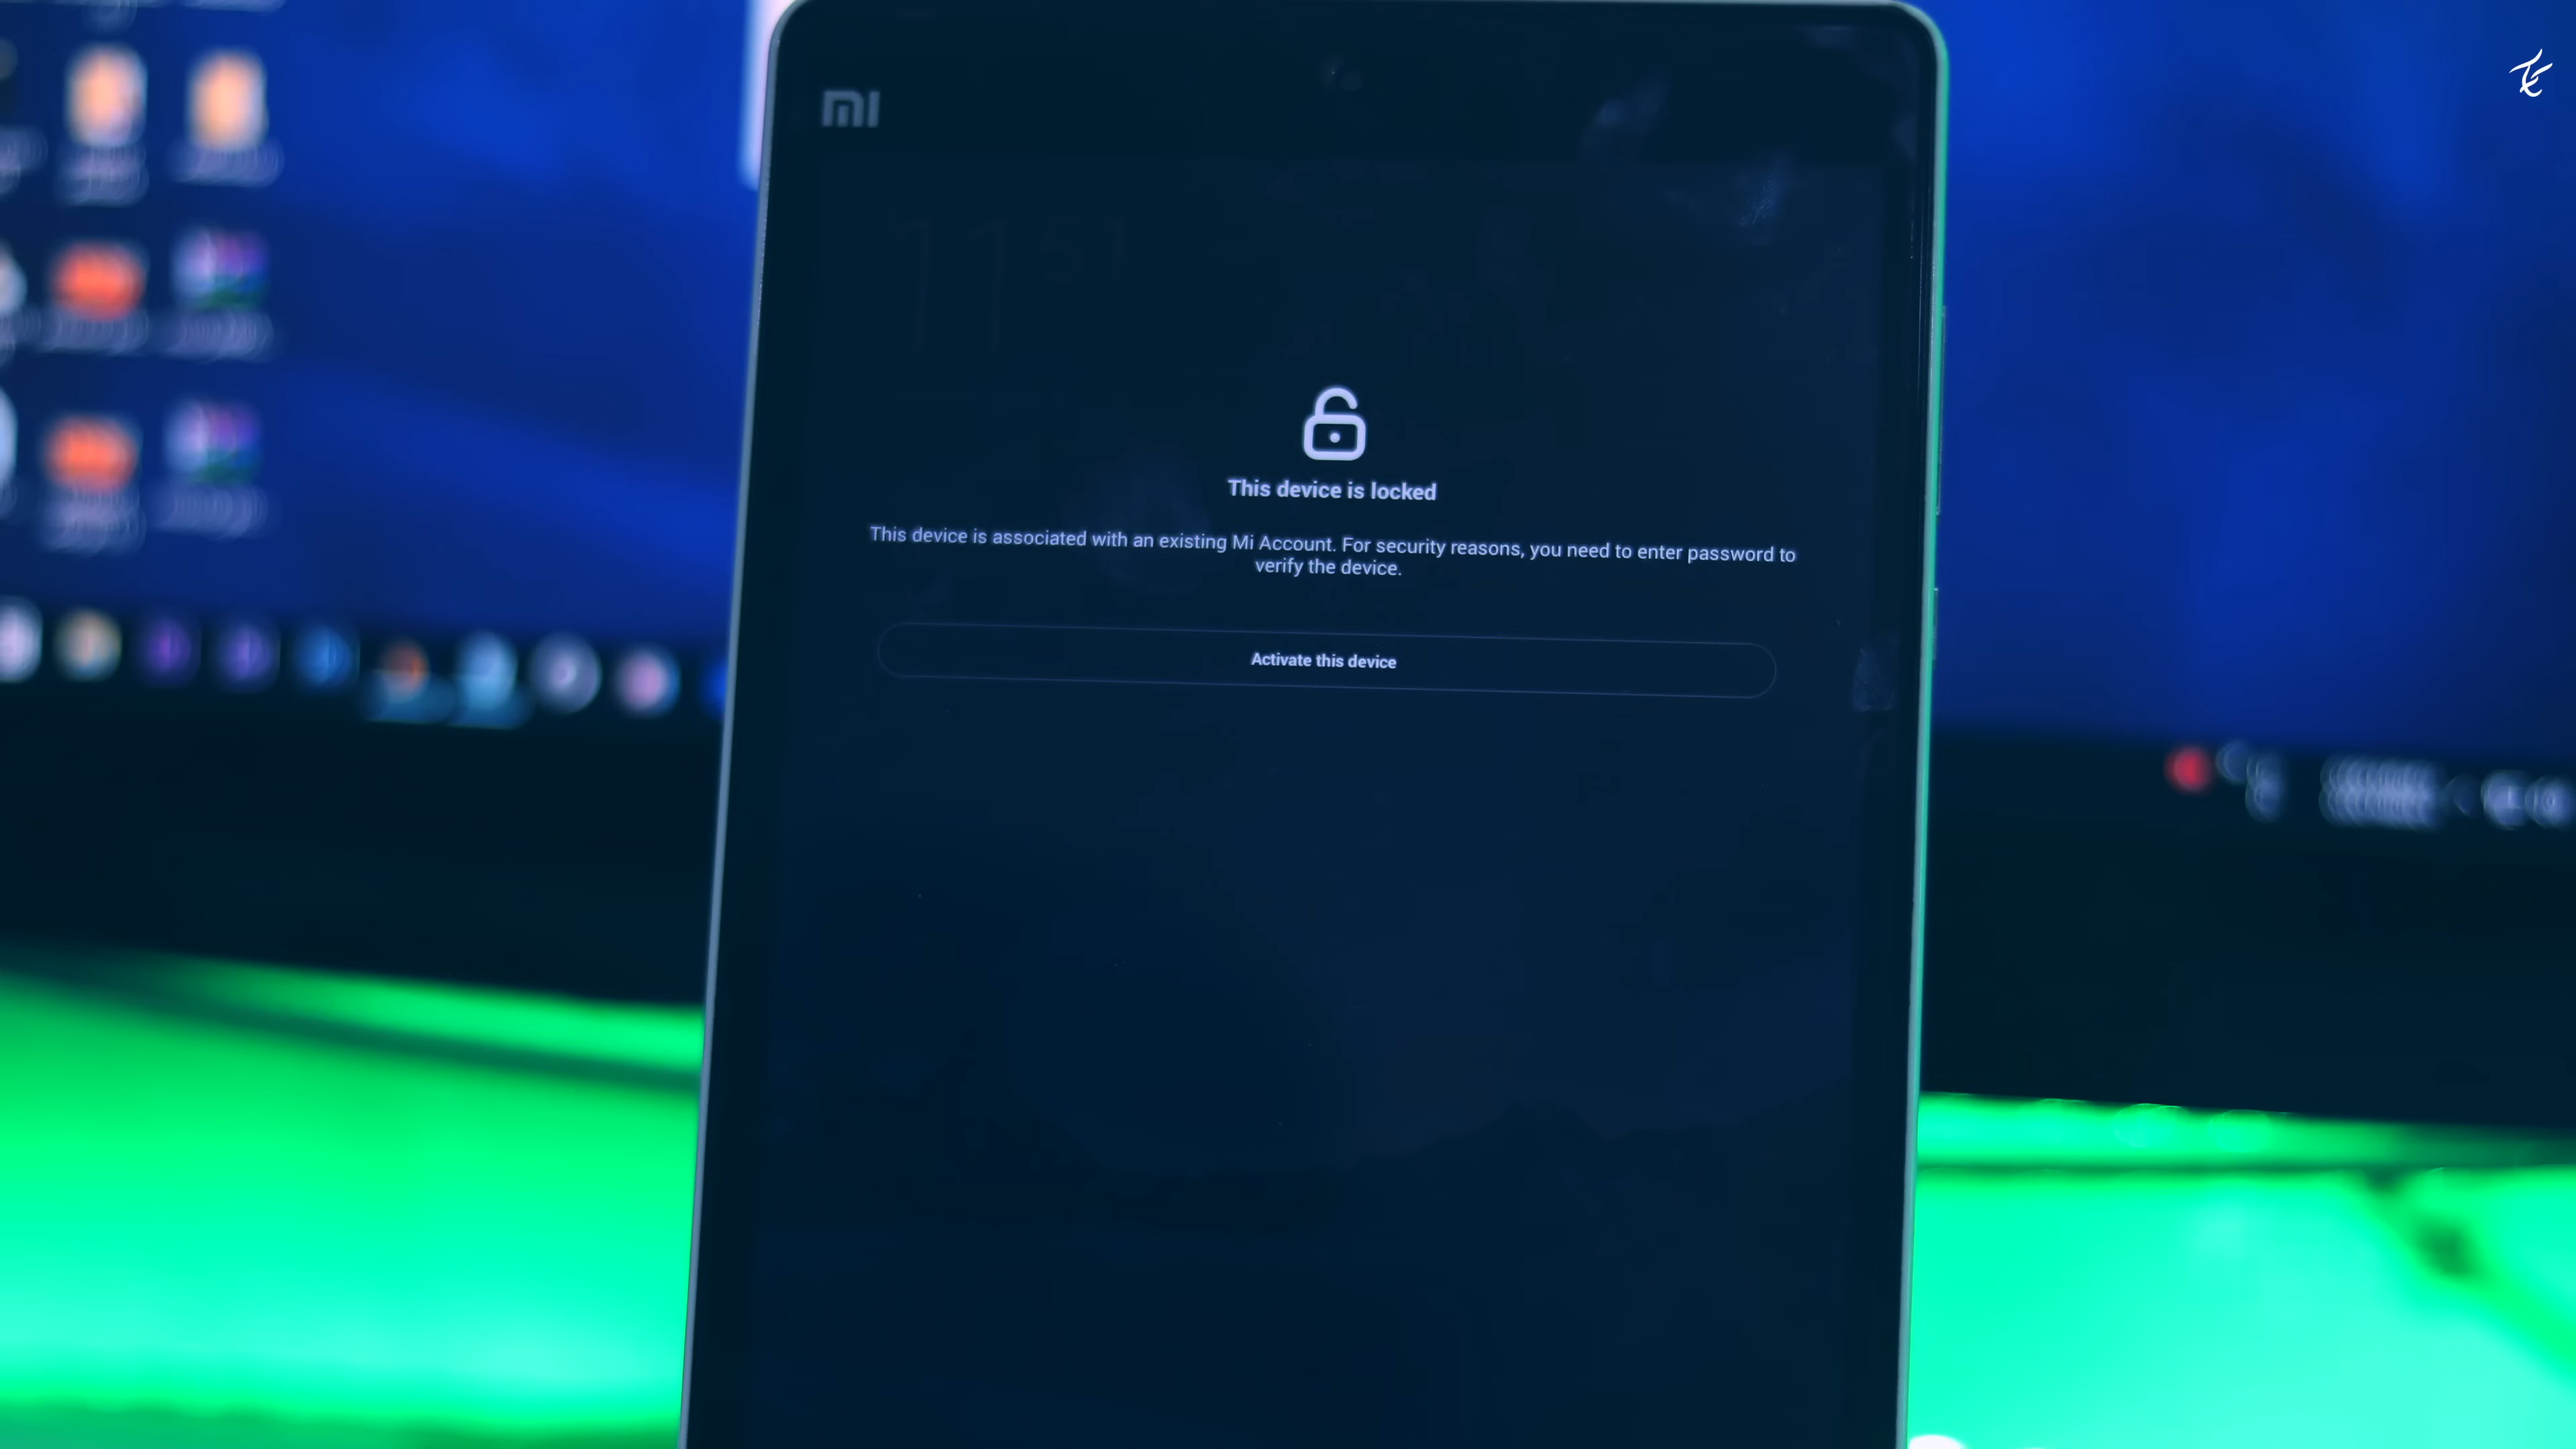 mi
This device is locked
This device is associated with an existing Mi Account. For security reasons, you need to enter password to
verify the device.
Activate this device